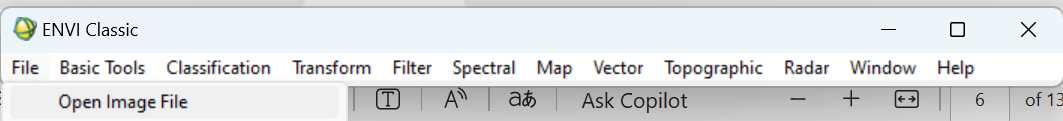 ENVI Classic
File Basic Tools Classification Transform Filter Spectral Map Vector Topographic Radar Window Help
Open Image File T A aあ Ask Copilot 6 of 13